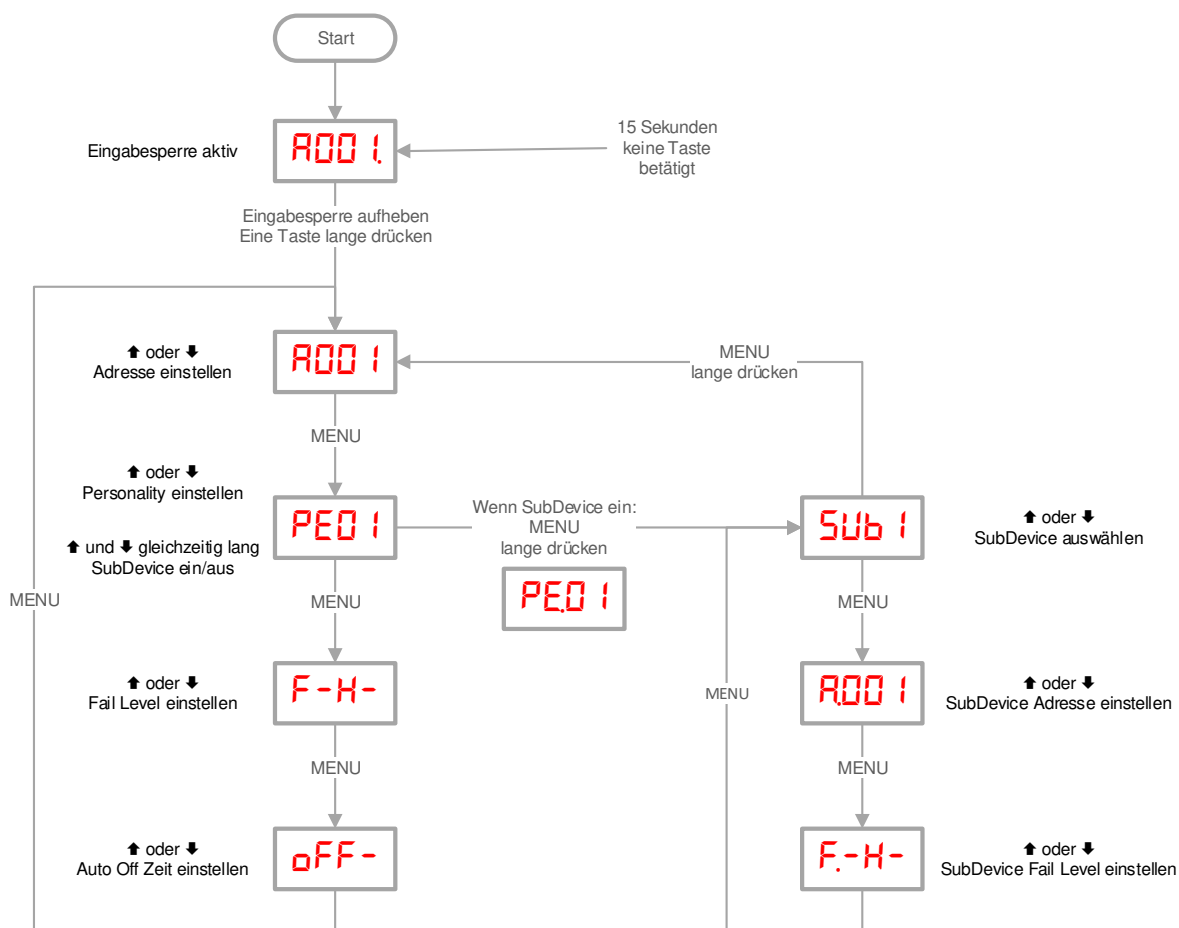 Start
Eingabesperre aktiv
A001.
15 Sekunden
keine Taste
betätigt
Eingabesperre aufheben
Eine Taste lange drücken
⬆ oder ⬇
Adresse einstellen
A001
MENU
lange drücken
MENU
⬆ oder ⬇
Personality einstellen
PE01
Wenn SubDevice ein:
MENU
lange drücken
SUb1
⬆ oder ⬇
SubDevice auswählen
⬆ und ⬇ gleichzeitig lang
SubDevice ein/aus
PE.01
MENU
MENU
MENU
⬆ oder ⬇
Fail Level einstellen
F-H-
MENU
A.001
⬆ oder ⬇
SubDevice Adresse einstellen
MENU
MENU
⬆ oder ⬇
Auto Off Zeit einstellen
oFF-
F.-H-
⬆ oder ⬇
SubDevice Fail Level einstellen